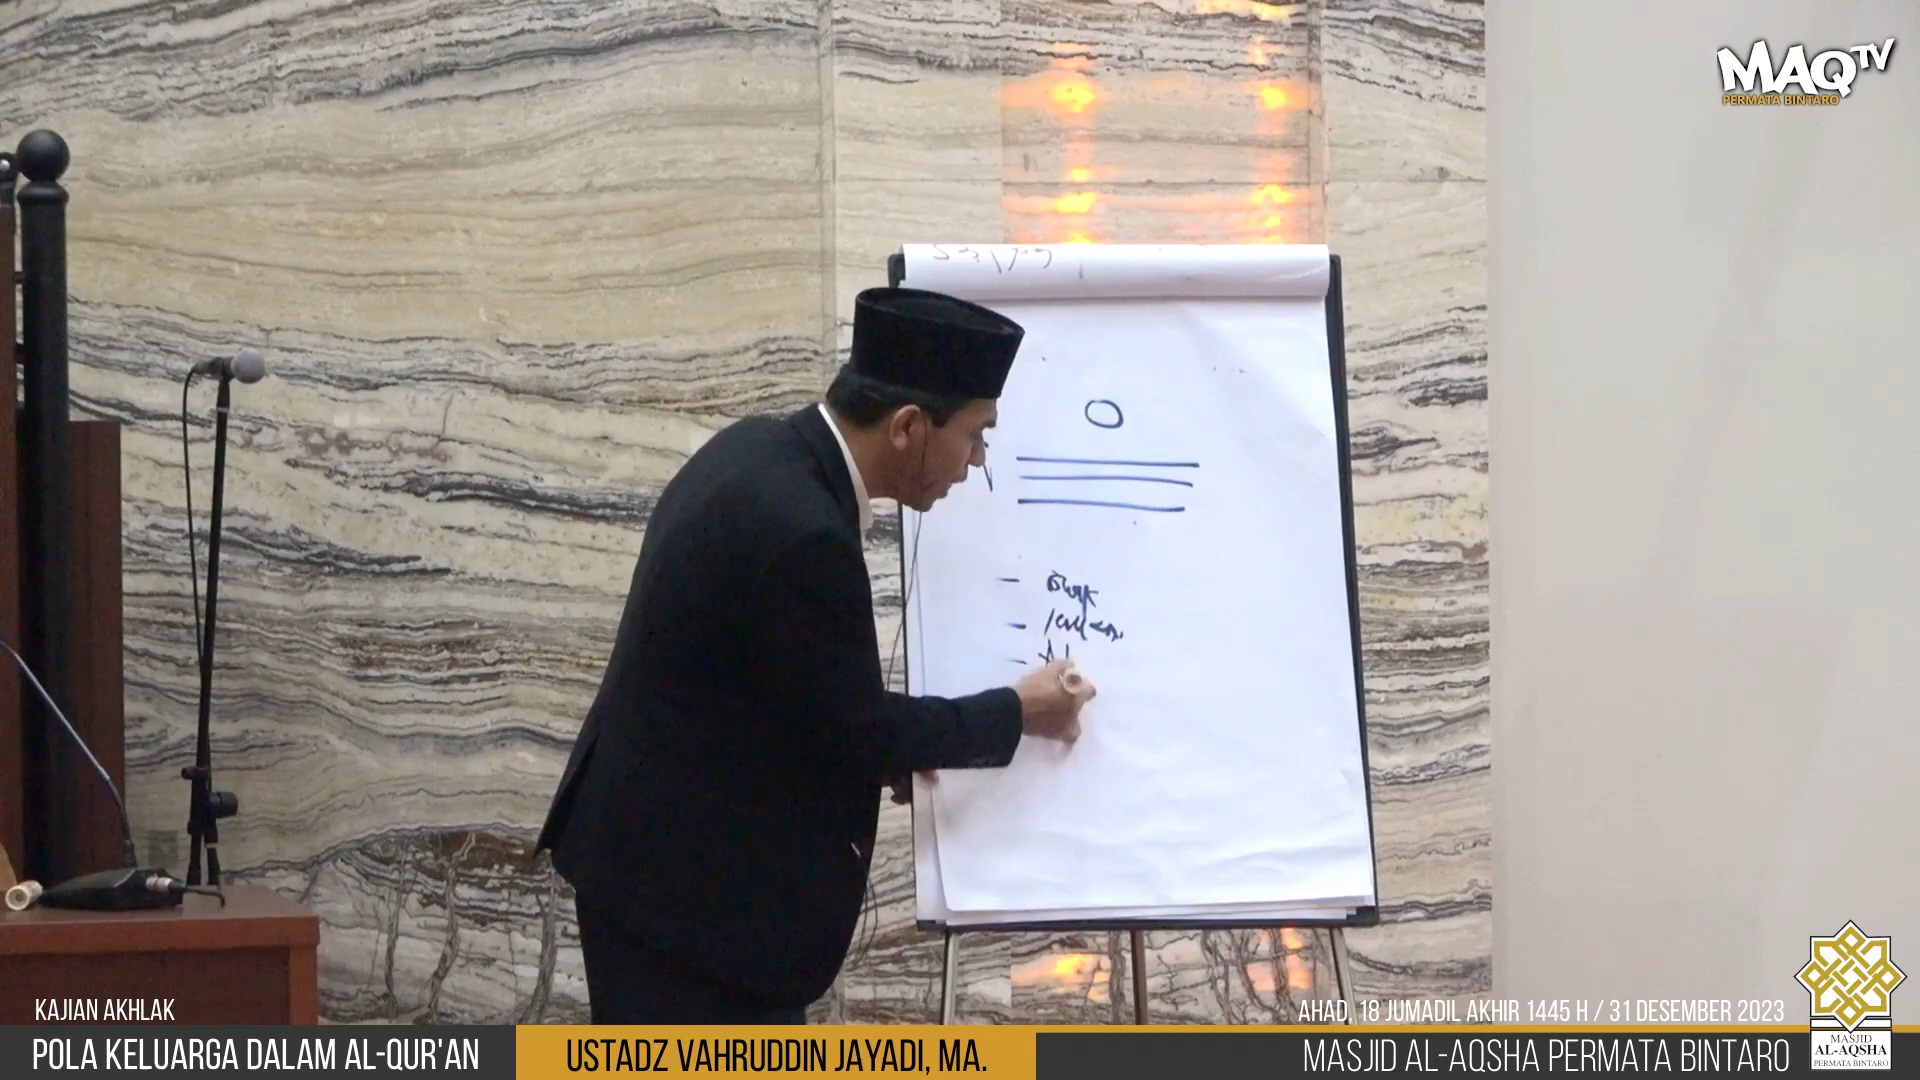 MAQTV
PERMATA BINTARO
KAJIAN AKHLAK
AHAD, 18 JUMADIL AKHIR 1445 H / 31 DESEMBER 2023
POLA KELUARGA DALAM AL-QUR'AN
USTADZ VAHRUDDIN JAYADI, MA.
MASJID AL-AQSHA PERMATA BINTARO
MASJID
AL-AQSHA
PERMATA BINTARO